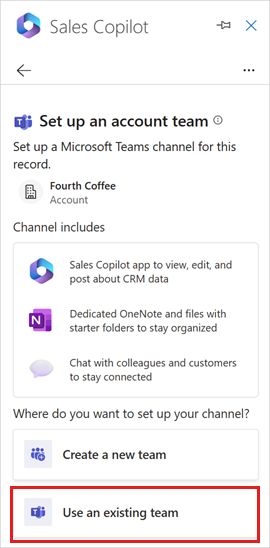 Sales Copilot
Set up an account team
Set up a Microsoft Teams channel for this
record.
Fourth Coffee
Account
Channel includes
Sales Copilot app to view, edit, and
post about CRM data
Dedicated OneNote and files with
starter folders to stay organized
Chat with colleagues and customers
to stay connected
Where do you want to set up your channel?
Create a new team
Use an existing team